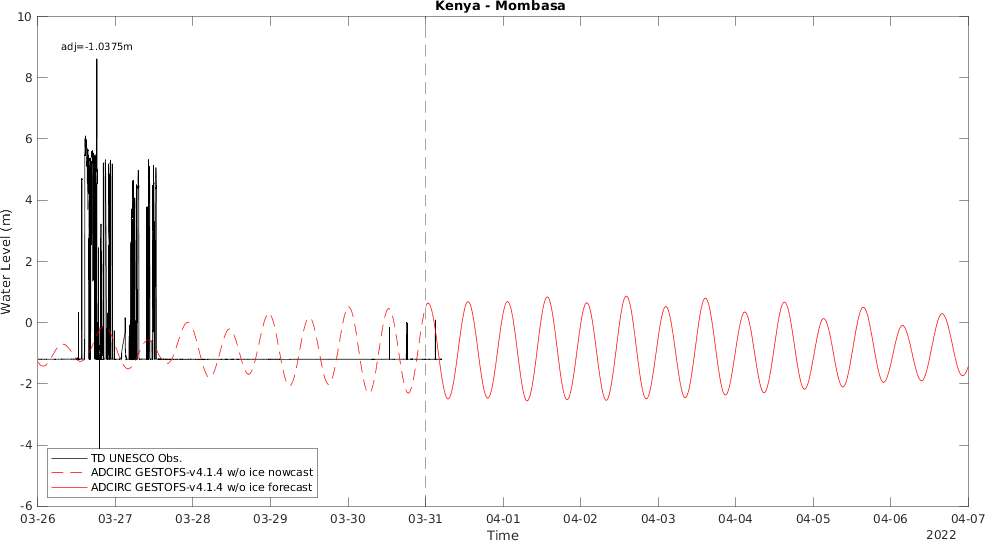 Kenya - Mombasa
adj=-1.0375m
10
8
6
4
2
0
-2
-4
-6
Water Level (m)
TD UNESCO Obs.
ADCIRC GESTOFS-v4.1.4 w/o ice nowcast
ADCIRC GESTOFS-v4.1.4 w/o ice forecast
03-26 03-27 03-28 03-29 03-30 03-31 04-01 04-02 04-03 04-04 04-05 04-06 04-07
Time
2022